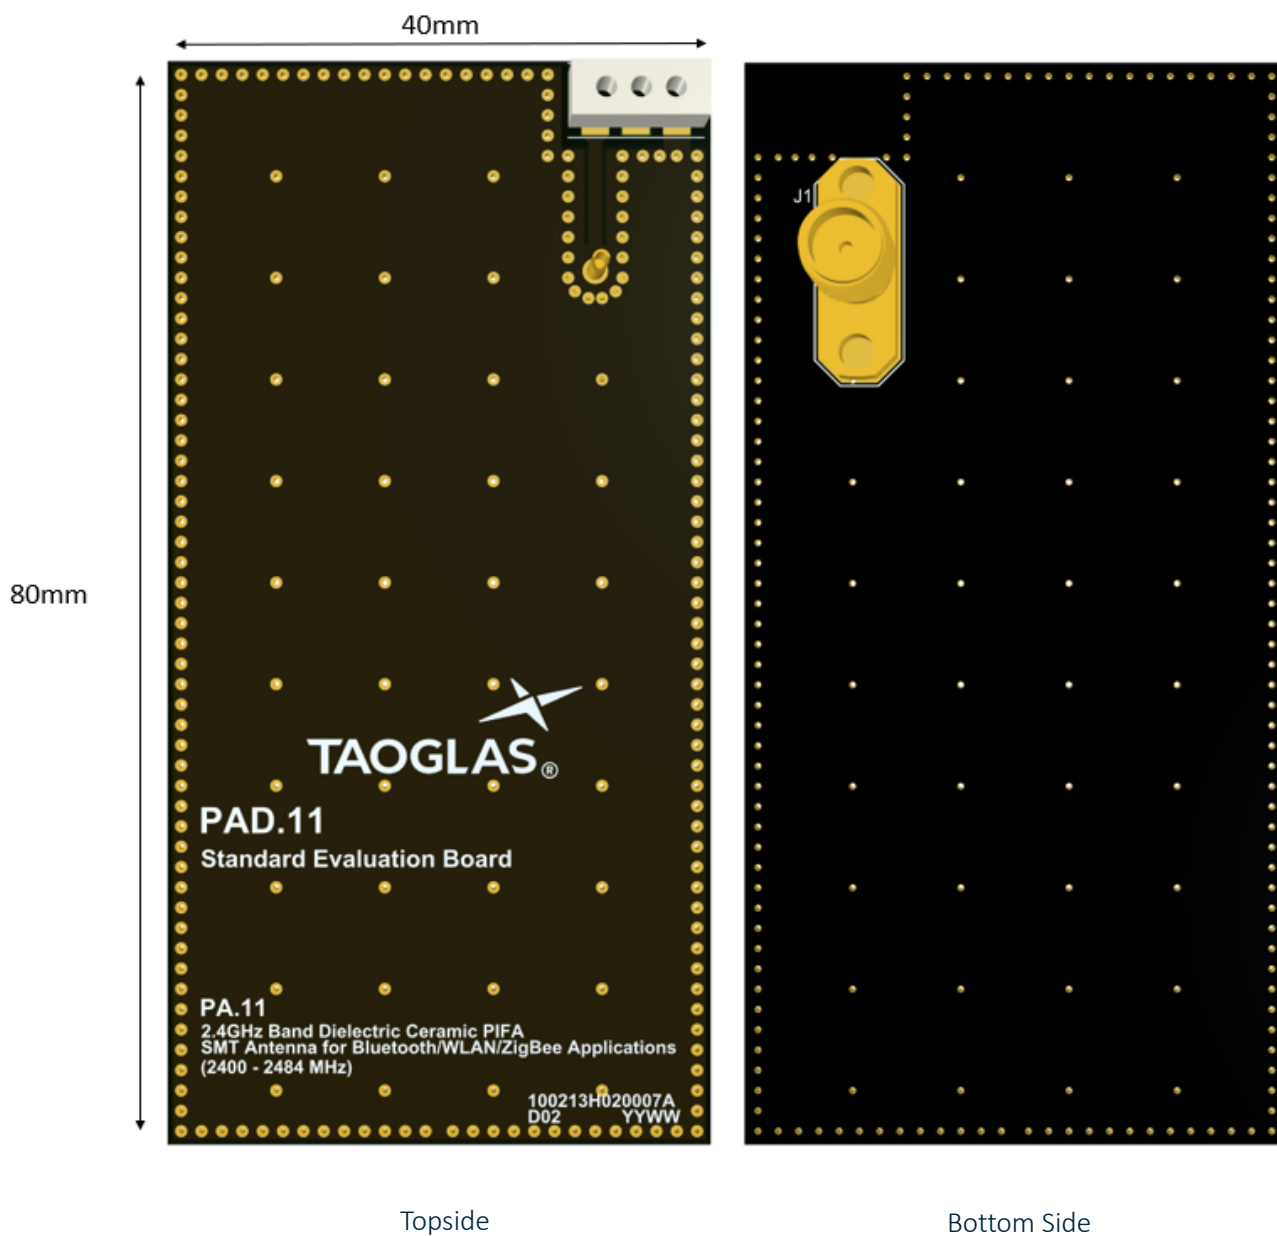 40mm
80mm
J1
TAOGLAS®
PAD.11
Standard Evaluation Board
PA.11
2.4GHz Band Dielectric Ceramic PIFA
SMT Antenna for Bluetooth/WLAN/ZigBee Applications
(2400 - 2484 MHz)
100213H020007A
D02 YYWW
Topside
Bottom Side